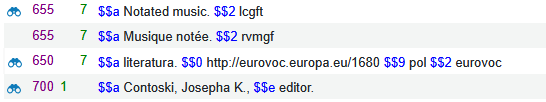 655 7 $$a Notated music. $$2 lcgft
655 7 $$a Musique notée. $$2 rvmgf
650 7 $$a literatura. $$0 http://eurovoc.europa.eu/1680 $$9 pol $$2 eurovoc
700 1 $$a Contoski, Josepha K., $$e editor.